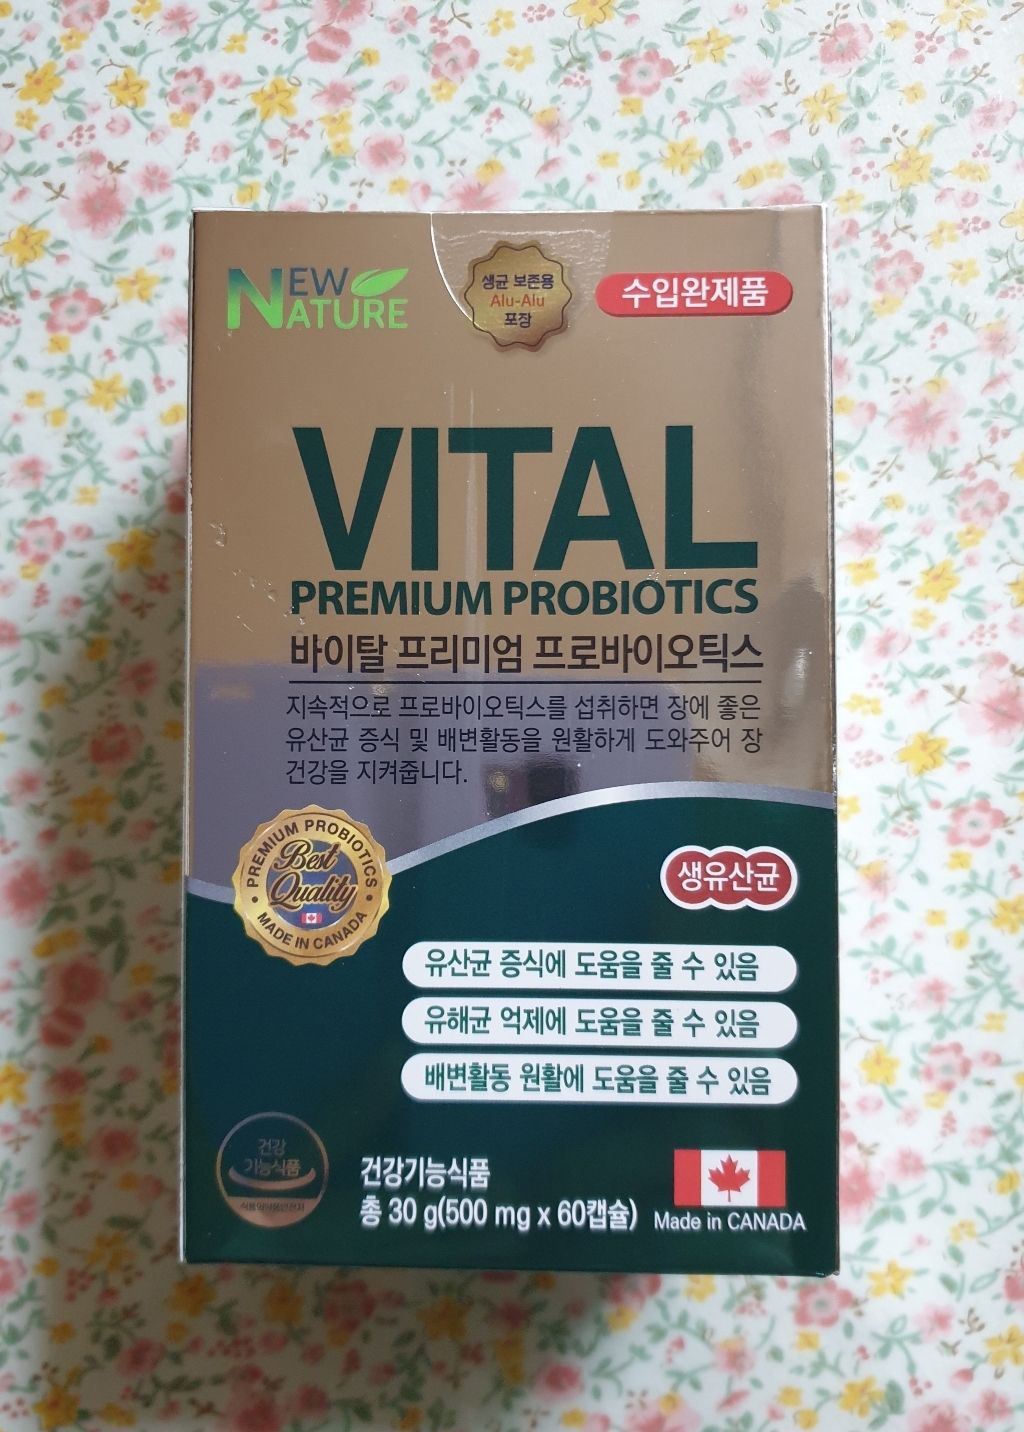 NEW
NATURE
생균 보존용
Alu-Alu
포장
수입완제품
VITAL
PREMIUM PROBIOTICS
바이탈 프리미엄 프로바이오틱스
지속적으로 프로바이오틱스를 섭취하면 장에 좋은
유산균 증식 및 배변활동을 원활하게 도와주어 장
건강을 지켜줍니다.
PREMIUM PROBIOTICS
Best
Quality
MADE IN CANADA
생유산균
유산균 증식에 도움을 줄 수 있음
유해균 억제에 도움을 줄 수 있음
배변활동 원활에 도움을 줄 수 있음
건강
기능식품
식품의약품안전처
건강기능식품
총 30 g(500 mg x 60캡슐)
Made in CANADA